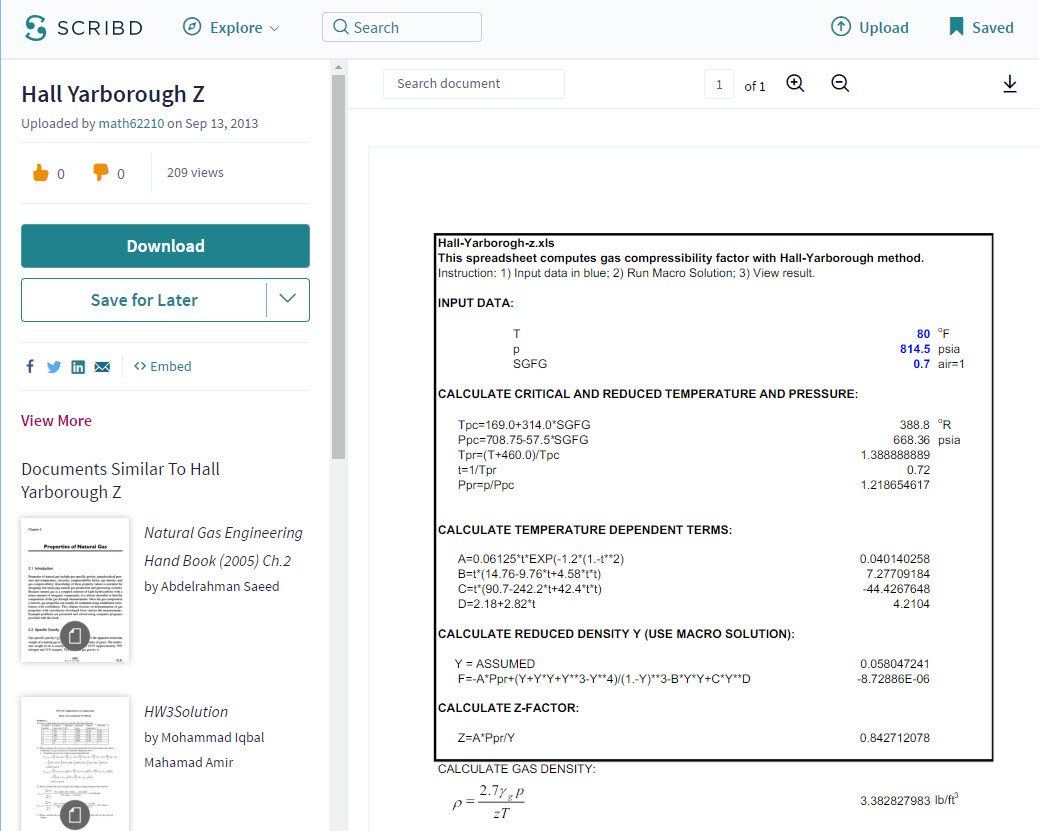 SCRIBD Explore Search Upload Saved
Hall Yarborough Z
Uploaded by math62210 on Sep 13, 2013
0 0 209 views
Download
Save for Later
Embed
View More
Documents Similar To Hall
Yarborough Z
Properties of Natural Gas
Natural Gas Engineering
Hand Book (2005) Ch.2
by Abdelrahman Saeed
HW3Solution
by Mohammad Iqbal
Mahamad Amir
Search document 1 of 1
Hall-Yarborogh-z.xls
This spreadsheet computes gas compressibility factor with Hall-Yarborough method.
Instruction: 1) Input data in blue; 2) Run Macro Solution; 3) View result.
INPUT DATA:
T 80 °F
p 814.5 psia
SGFG 0.7 air=1
CALCULATE CRITICAL AND REDUCED TEMPERATURE AND PRESSURE:
Tpc=169.0+314.0*SGFG 388.8 °R
Ppc=708.75-57.5*SGFG 668.36 psia
Tpr=(T+460.0)/Tpc 1.388888889
t=1/Tpr 0.72
Ppr=p/Ppc 1.218654617
CALCULATE TEMPERATURE DEPENDENT TERMS:
A=0.06125*t*EXP(-1.2*(1.-t**2) 0.040140258
B=t*(14.76-9.76*t+4.58*t*t) 7.27709184
C=t*(90.7-242.2*t+42.4*t*t) -44.4267648
D=2.18+2.82*t 4.2104
CALCULATE REDUCED DENSITY Y (USE MACRO SOLUTION):
Y = ASSUMED 0.058047241
F=-A*Ppr+(Y+Y*Y+Y**3-Y**4)/(1.-Y)**3-B*Y*Y+C*Y**D -8.72886E-06
CALCULATE Z-FACTOR:
Z=A*Ppr/Y 0.842712078
CALCULATE GAS DENSITY:
ρ = 2.7γg p / zT 3.382827983 lb/ft³